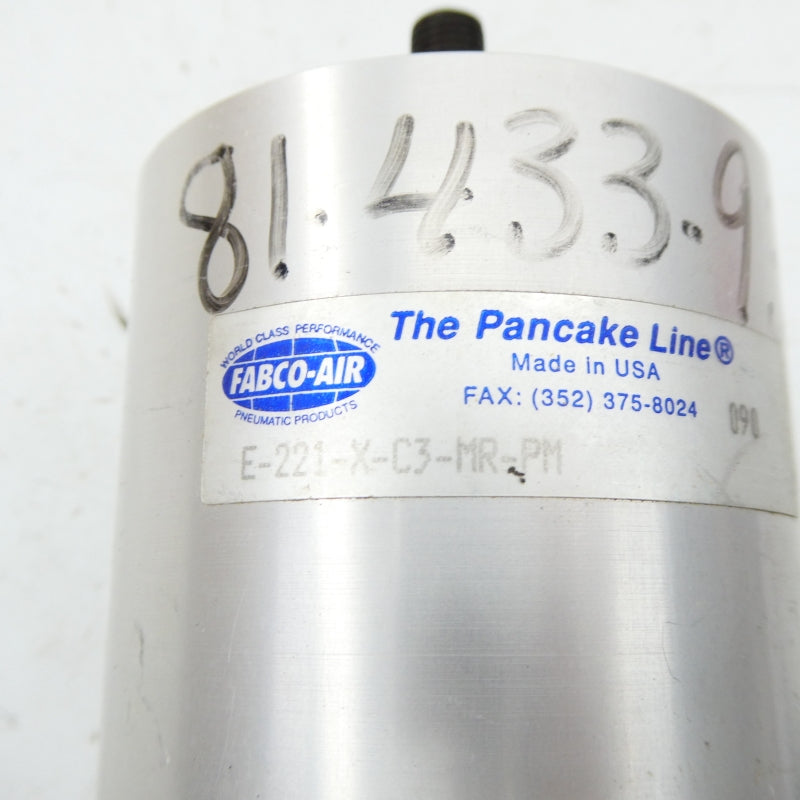 81.433-9
WORLD CLASS PERFORMANCE
FABCO-AIR
PNEUMATIC PRODUCTS
The Pancake Line®
Made in USA
FAX: (352) 375-8024
090
E-221-X-C3-MR-PM